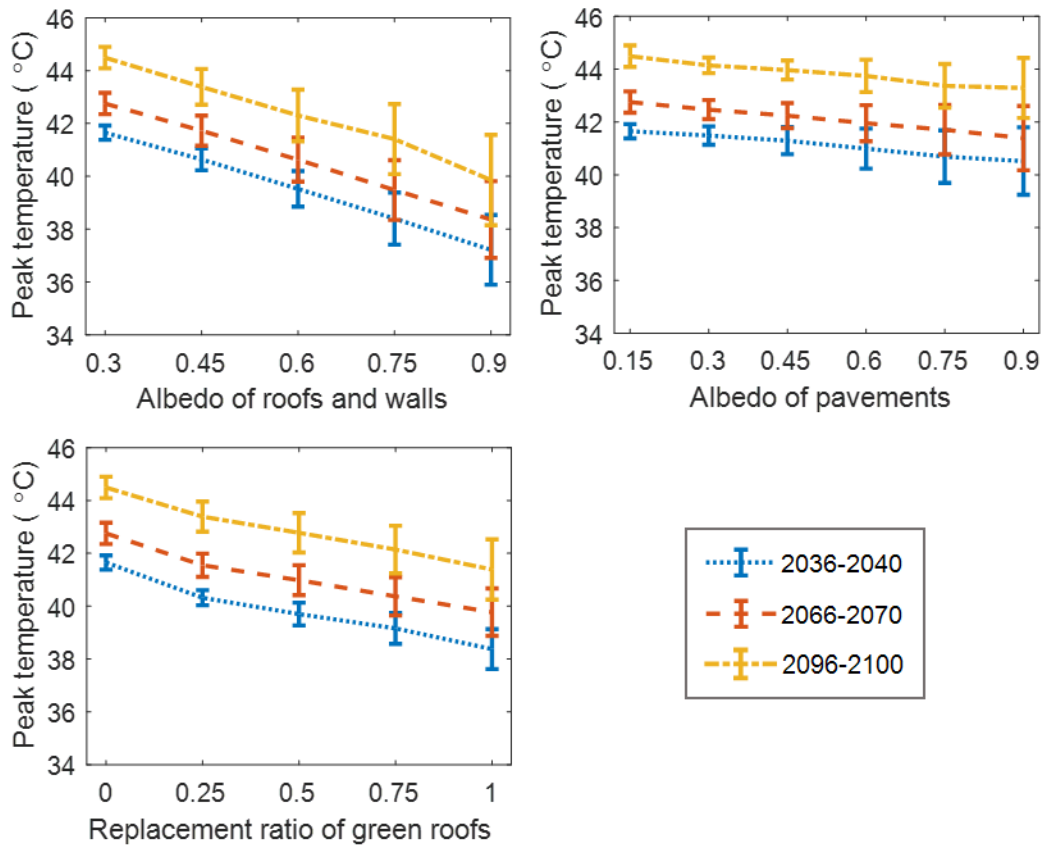 46
44
42
40
38
36
34
Peak temperature ( °C)
0.3 0.45 0.6 0.75 0.9
Albedo of roofs and walls
46
44
42
40
38
36
34
Peak temperature ( °C)
0.15 0.3 0.45 0.6 0.75 0.9
Albedo of pavements
46
44
42
40
38
36
34
Peak temperature ( °C)
0 0.25 0.5 0.75 1
Replacement ratio of green roofs
2036-2040
2066-2070
2096-2100